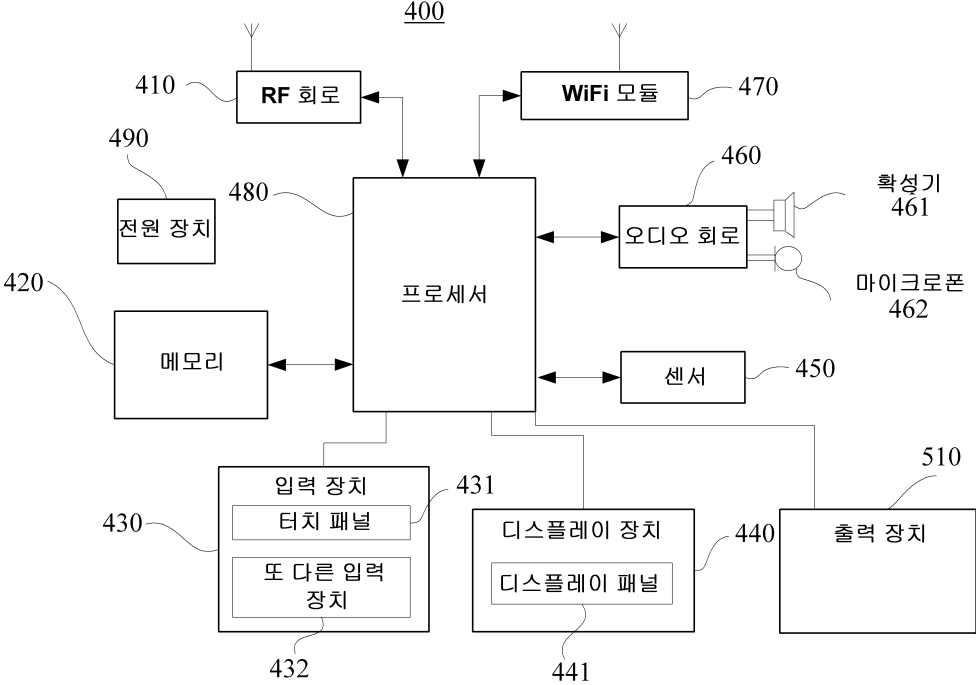 400
410
RF 회로
WiFi 모듈
470
490
480
460
확성기
461
전원 장치
오디오 회로
420
프로세서
마이크로폰
462
메모리
센서
450
510
입력 장치
431
430
터치 패널
디스플레이 장치
440
출력 장치
또 다른 입력
장치
디스플레이 패널
432
441